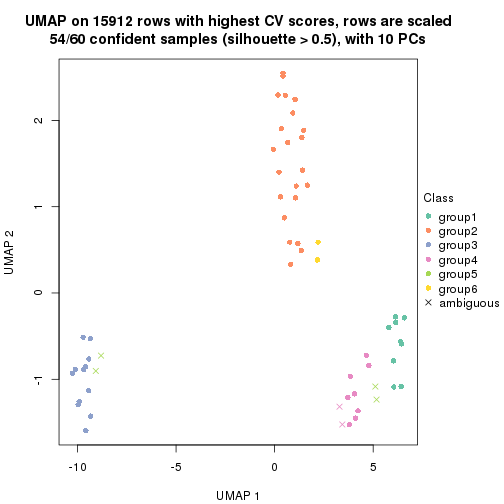 UMAP on 15912 rows with highest CV scores, rows are scaled
54/60 confident samples (silhouette > 0.5), with 10 PCs
2
1
0
-1
UMAP 2
-10
-5
0
5
UMAP 1
Class
group1
group2
group3
group4
group5
group6
ambiguous